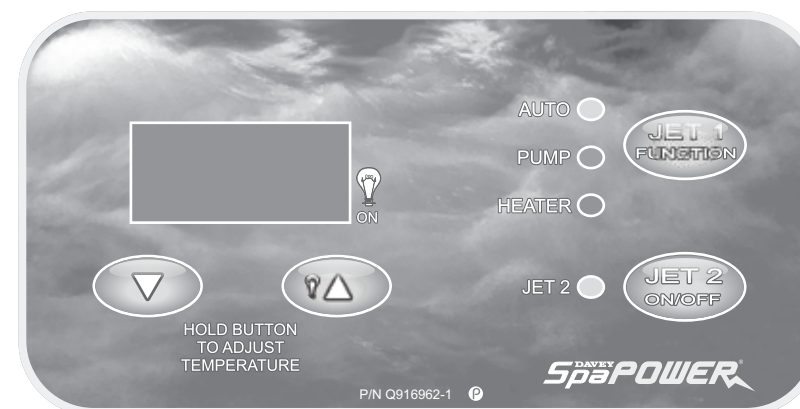 AUTO
JET 1
FUNCTION
PUMP
ON
HEATER
JET 2
JET 2
ON/OFF
HOLD BUTTON
TO ADJUST
TEMPERATURE
DAVEY
SpaPOWER®
P/N Q916962-1 P